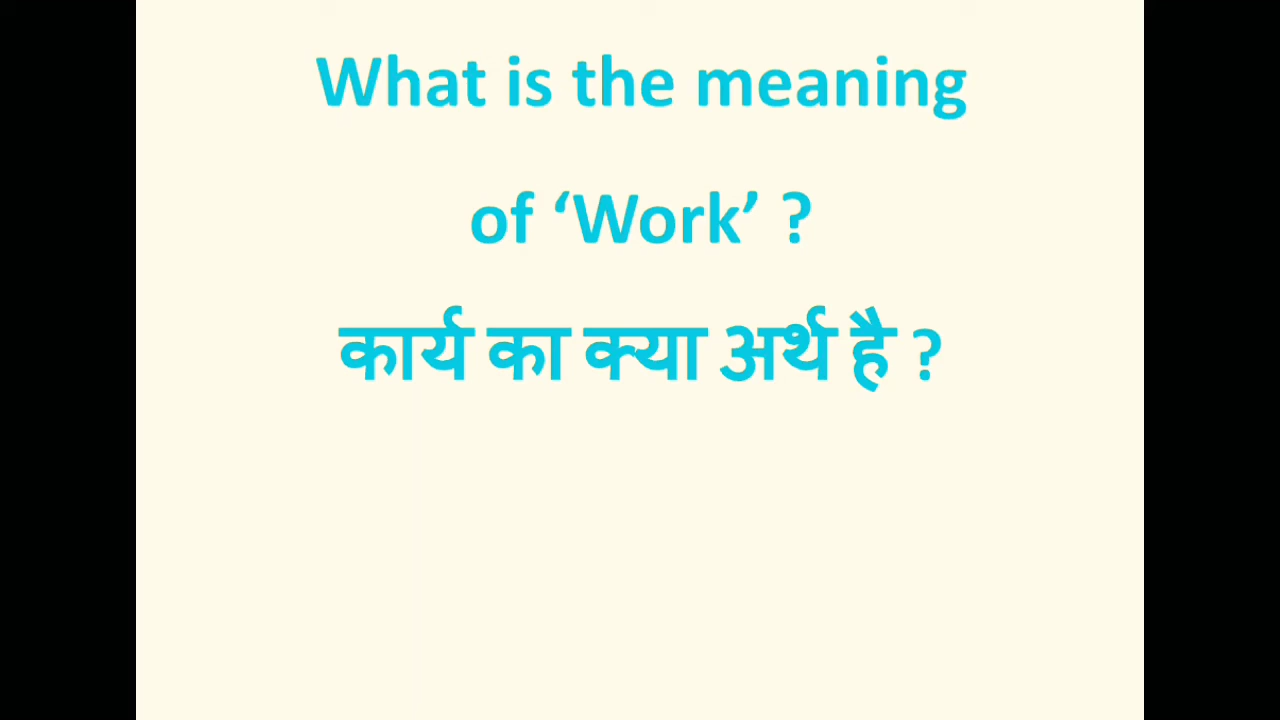 What is the meaning
of ‘Work’ ?
कार्य का क्या अर्थ है ?